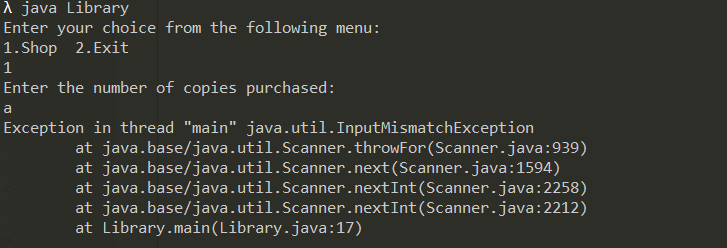 λ java Library
Enter your choice from the following menu:
1.Shop  2.Exit
1
Enter the number of copies purchased:
a
Exception in thread "main" java.util.InputMismatchException
        at java.base/java.util.Scanner.throwFor(Scanner.java:939)
        at java.base/java.util.Scanner.next(Scanner.java:1594)
        at java.base/java.util.Scanner.nextInt(Scanner.java:2258)
        at java.base/java.util.Scanner.nextInt(Scanner.java:2212)
        at Library.main(Library.java:17)